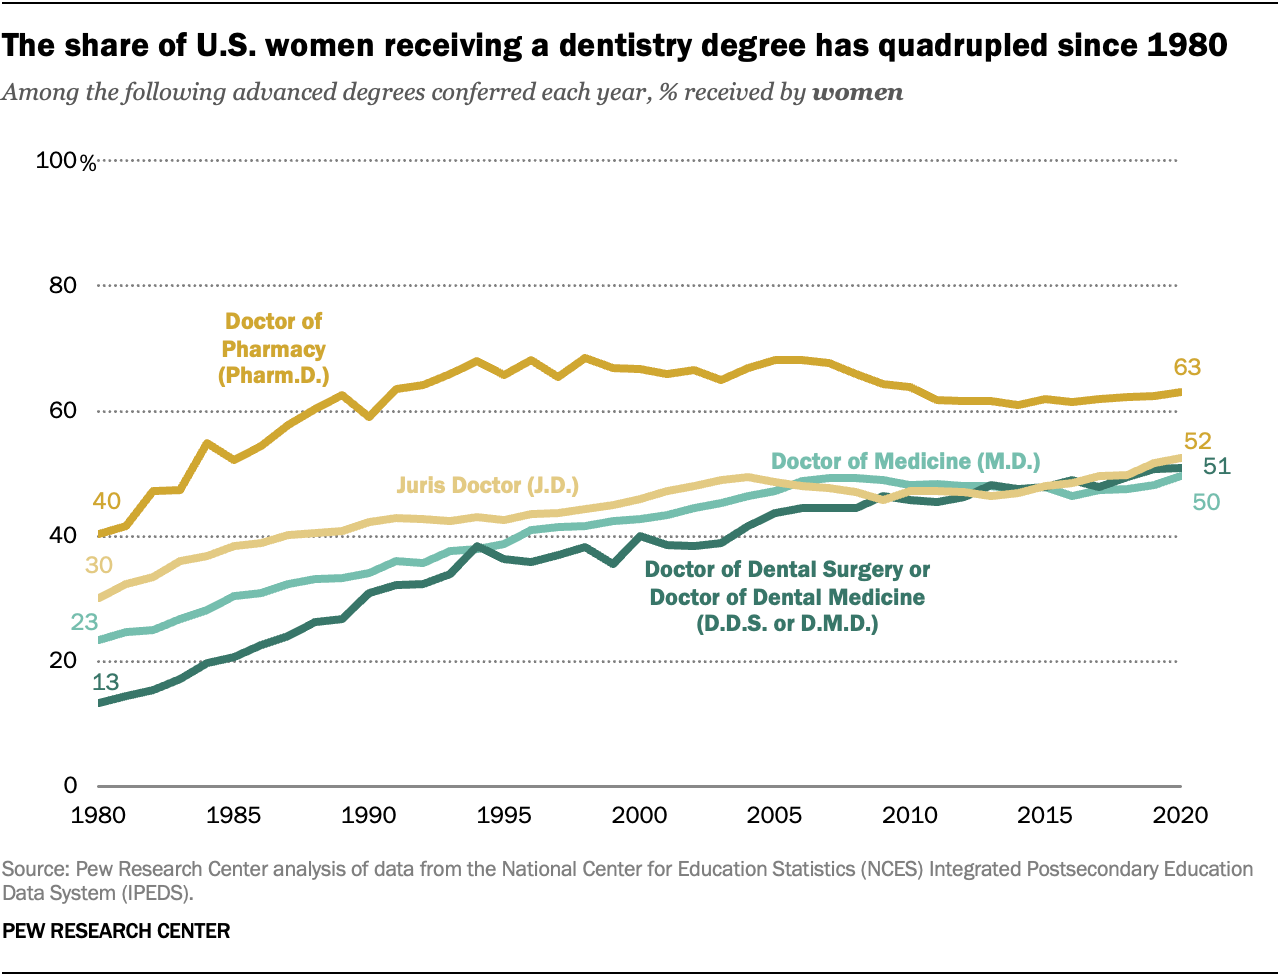 The share of U.S. women receiving a dentistry degree has quadrupled since 1980
Among the following advanced degrees conferred each year, % received by women
100%
80
60
40
20
0
Doctor of
Pharmacy
(Pharm.D.)
Juris Doctor (J.D.)
Doctor of Medicine (M.D.)
Doctor of Dental Surgery or
Doctor of Dental Medicine
(D.D.S. or D.M.D.)
40
30
23
13
63
52
51
50
1980 1985 1990 1995 2000 2005 2010 2015 2020
Source: Pew Research Center analysis of data from the National Center for Education Statistics (NCES) Integrated Postsecondary Education
Data System (IPEDS).
PEW RESEARCH CENTER